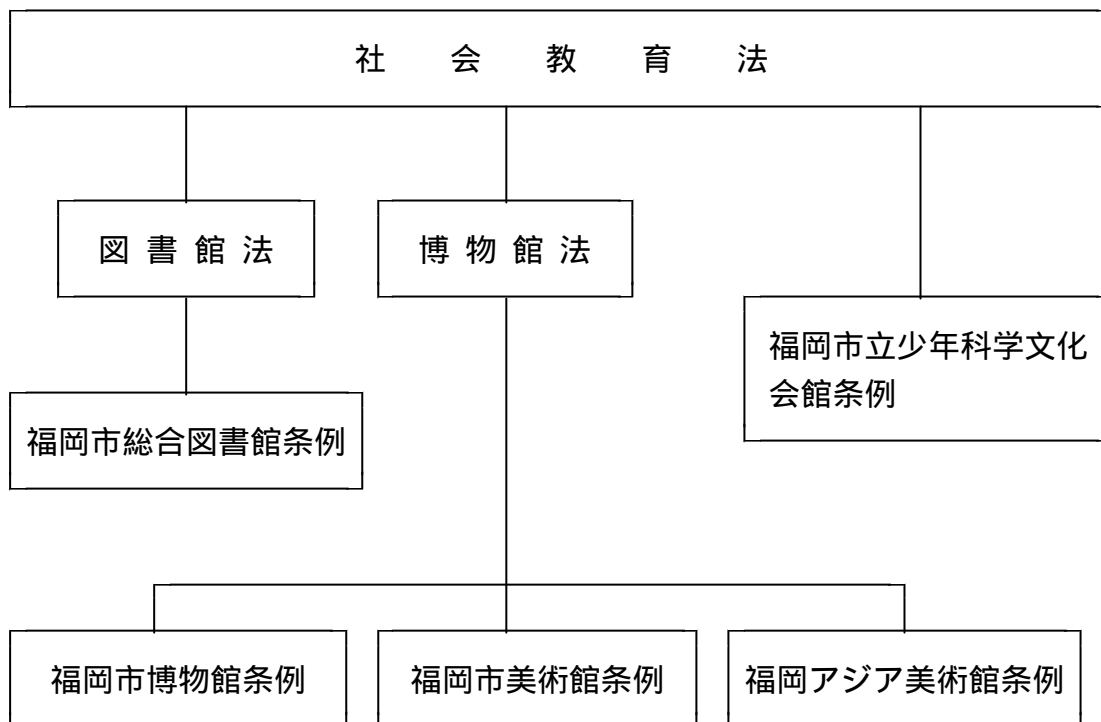 社会教育法
図書館法
博物館法
福岡市立少年科学文化
会館条例
福岡市総合図書館条例
福岡市博物館条例
福岡市美術館条例
福岡アジア美術館条例